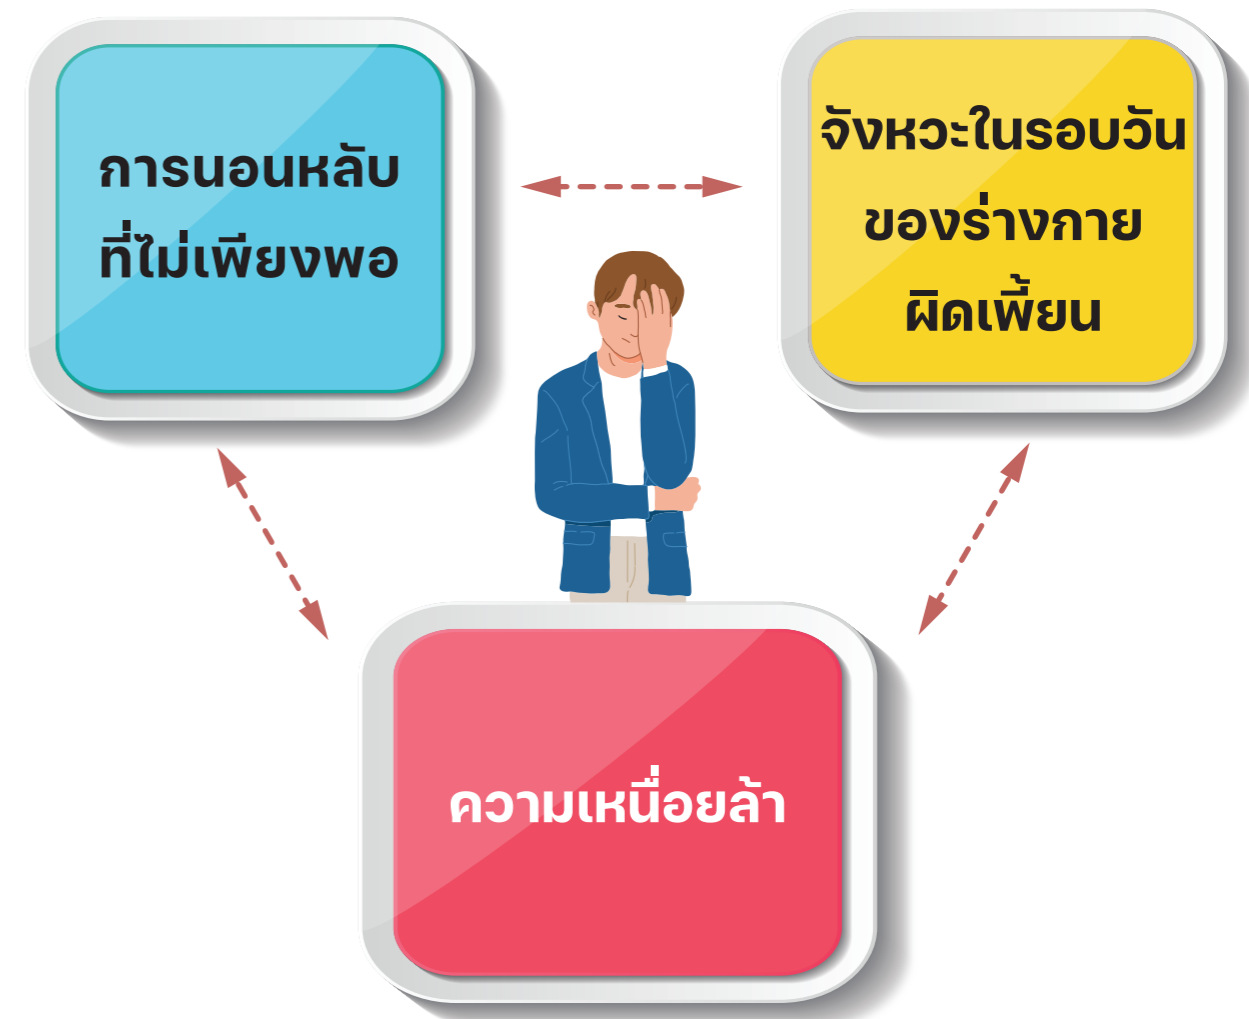 การนอนหลับ
ที่ไม่เพียงพอ
จังหวะในรอบวัน
ของร่างกาย
ผิดเพี้ยน
ความเหนื่อยล้า